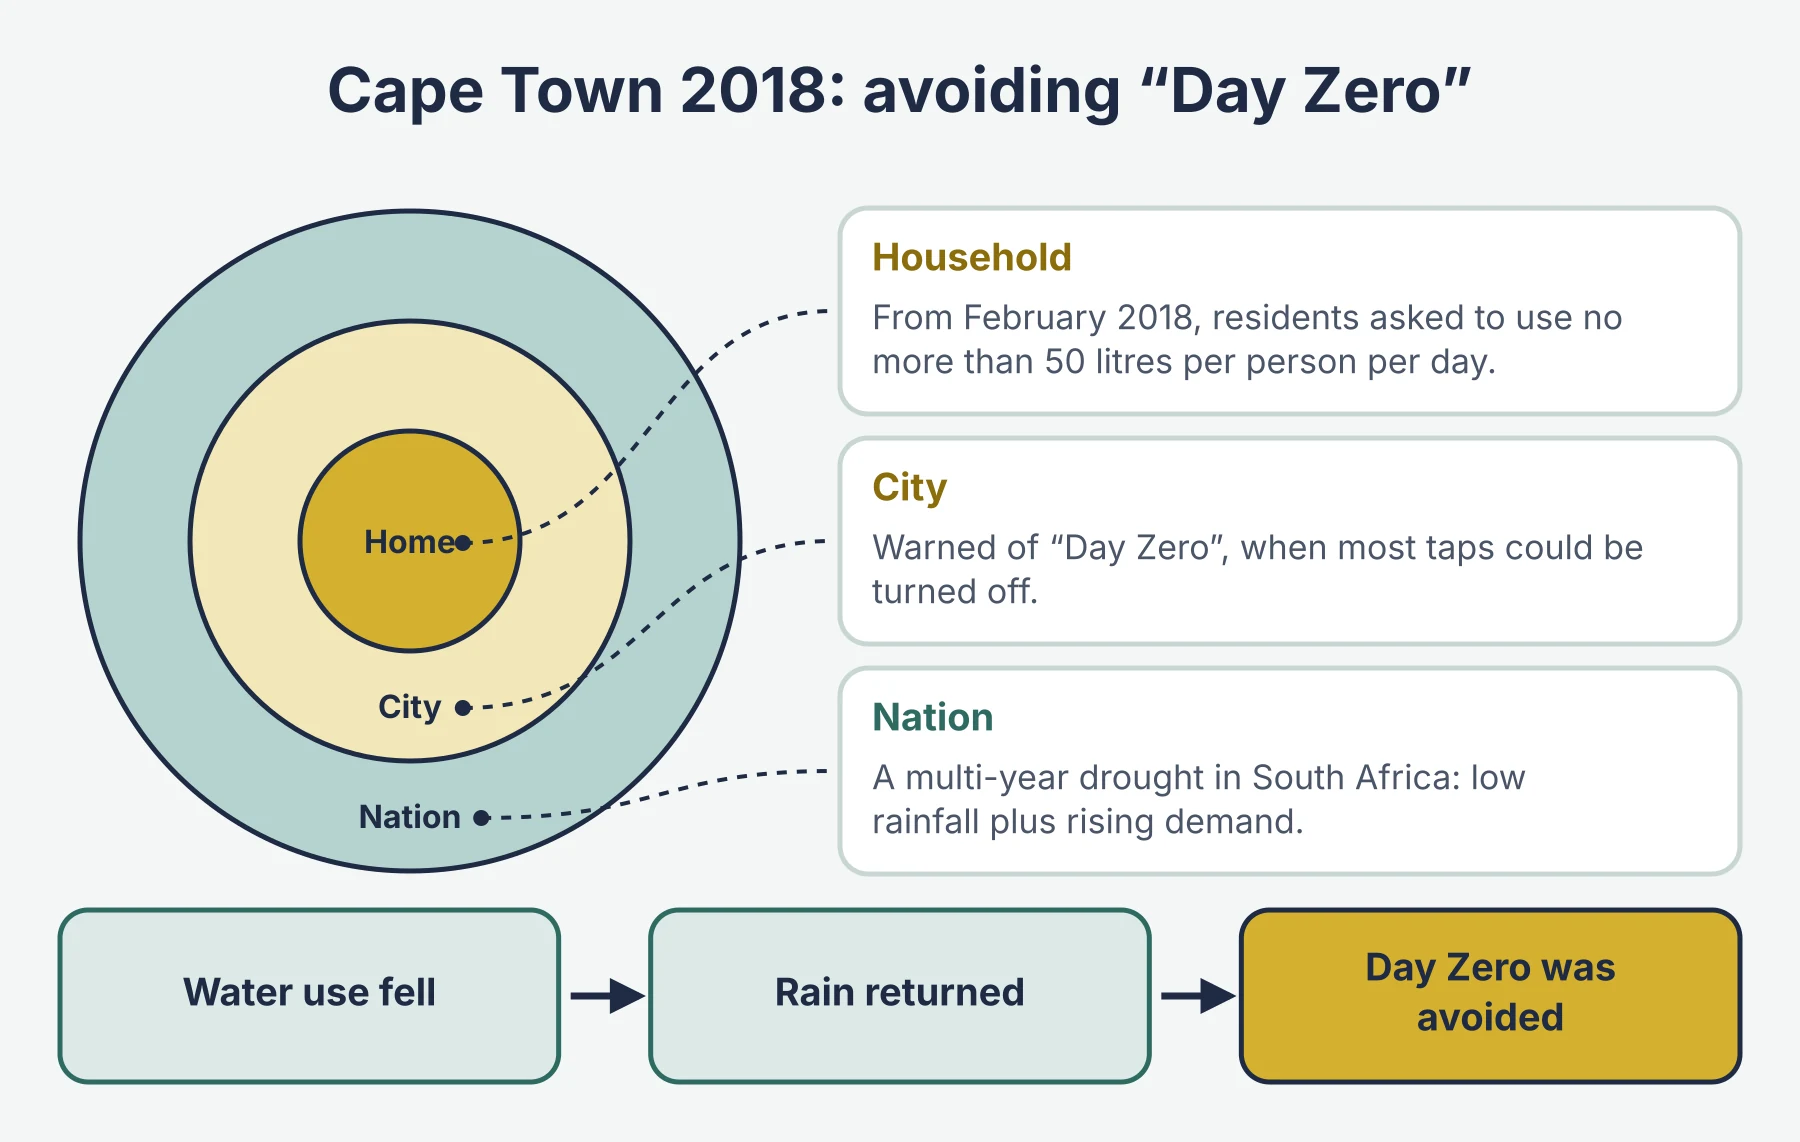 Cape Town 2018: avoiding “Day Zero”
Home
City
Nation
Household
From February 2018, residents asked to use no
more than 50 litres per person per day.
City
Warned of “Day Zero”, when most taps could be
turned off.
Nation
A multi-year drought in South Africa: low
rainfall plus rising demand.
Water use fell
Rain returned
Day Zero was
avoided